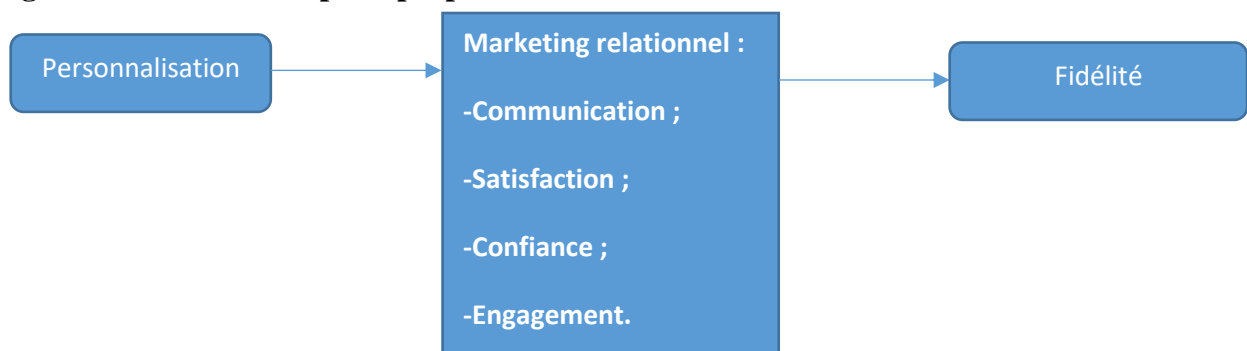 Personnalisation
Marketing relationnel :
-Communication ;
-Satisfaction ;
-Confiance ;
-Engagement.
Fidélité